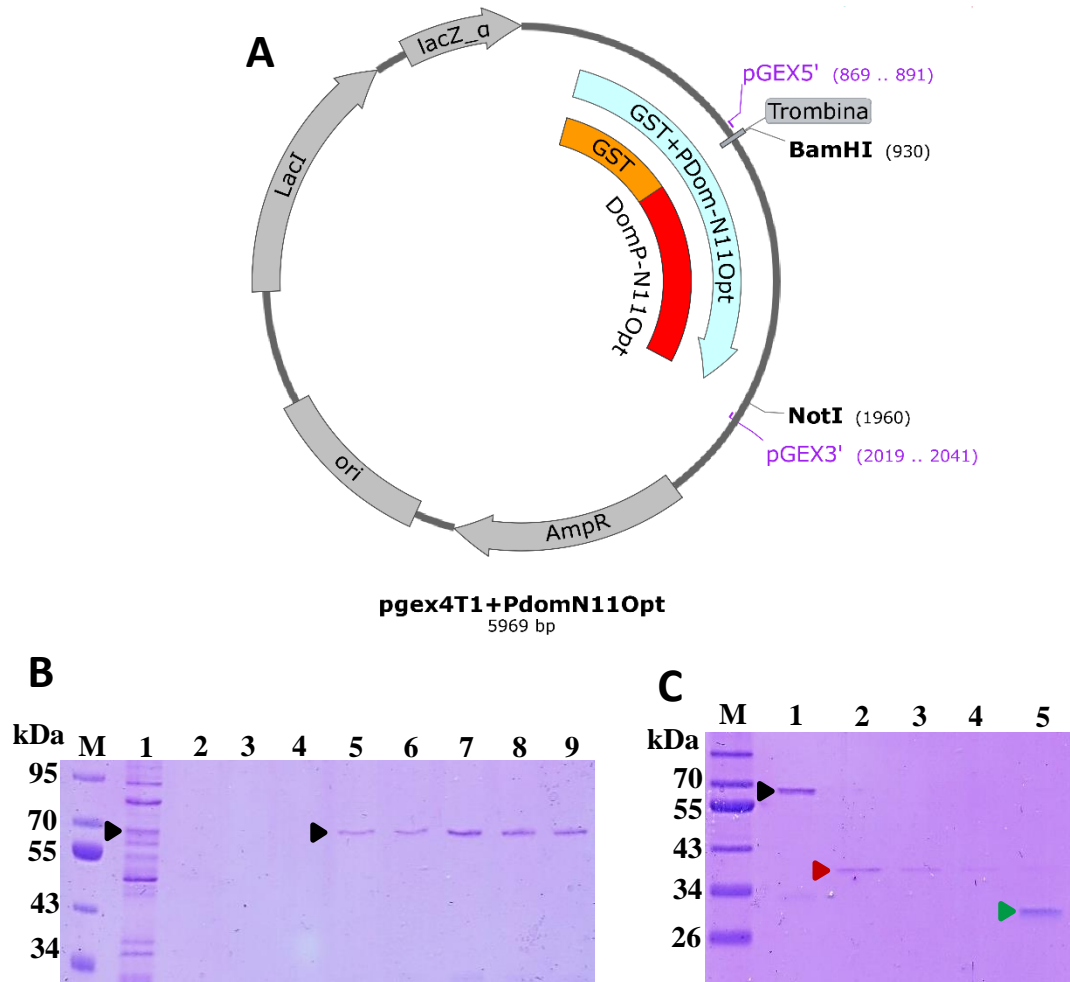 A
lacZ_α
pGEX5' (869 .. 891)
Trombina
BamHI (930)
GST+PDom-N11Opt
GST
DomP-N11Opt
LacI
NotI (1960)
pGEX3' (2019 .. 2041)
ori
AmpR
pgex4T1+PdomN11Opt
5969 bp
B
kDa M 1 2 3 4 5 6 7 8 9
95
70
55
43
34
C
M 1 2 3 4 5
kDa
70
55
43
34
26